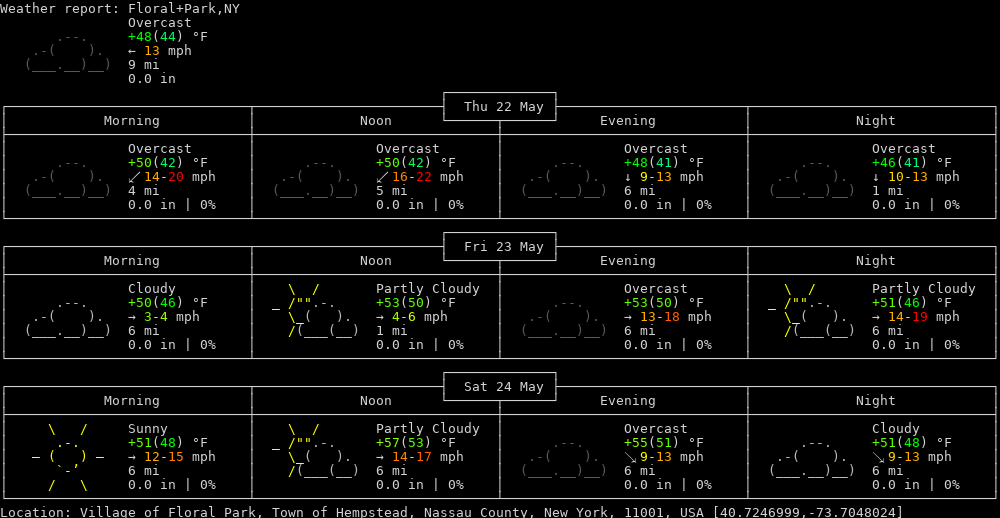 Weather report: Floral+Park,NY
Overcast
+48(44) °F
← 13 mph
9 mi
0.0 in
Thu 22 May
Morning Noon Evening Night
Overcast Overcast Overcast Overcast
+50(42) °F +50(42) °F +48(41) °F +46(41) °F
↙ 14-20 mph ↙ 16-22 mph ↓ 9-13 mph ↓ 10-13 mph
4 mi 5 mi 6 mi 1 mi
0.0 in | 0% 0.0 in | 0% 0.0 in | 0% 0.0 in | 0%
Fri 23 May
Morning Noon Evening Night
Cloudy Partly Cloudy Overcast Partly Cloudy
+50(46) °F +53(50) °F +53(50) °F +51(46) °F
→ 3-4 mph → 4-6 mph → 13-18 mph → 14-19 mph
6 mi 1 mi 6 mi 6 mi
0.0 in | 0% 0.0 in | 0% 0.0 in | 0% 0.0 in | 0%
Sat 24 May
Morning Noon Evening Night
Sunny Partly Cloudy Overcast Cloudy
+51(48) °F +57(53) °F +55(51) °F +51(48) °F
→ 12-15 mph → 14-17 mph ↘ 9-13 mph ↘ 9-13 mph
6 mi 6 mi 6 mi 6 mi
0.0 in | 0% 0.0 in | 0% 0.0 in | 0% 0.0 in | 0%
Location: Village of Floral Park, Town of Hempstead, Nassau County, New York, 11001, USA [40.7246999,-73.7048024]